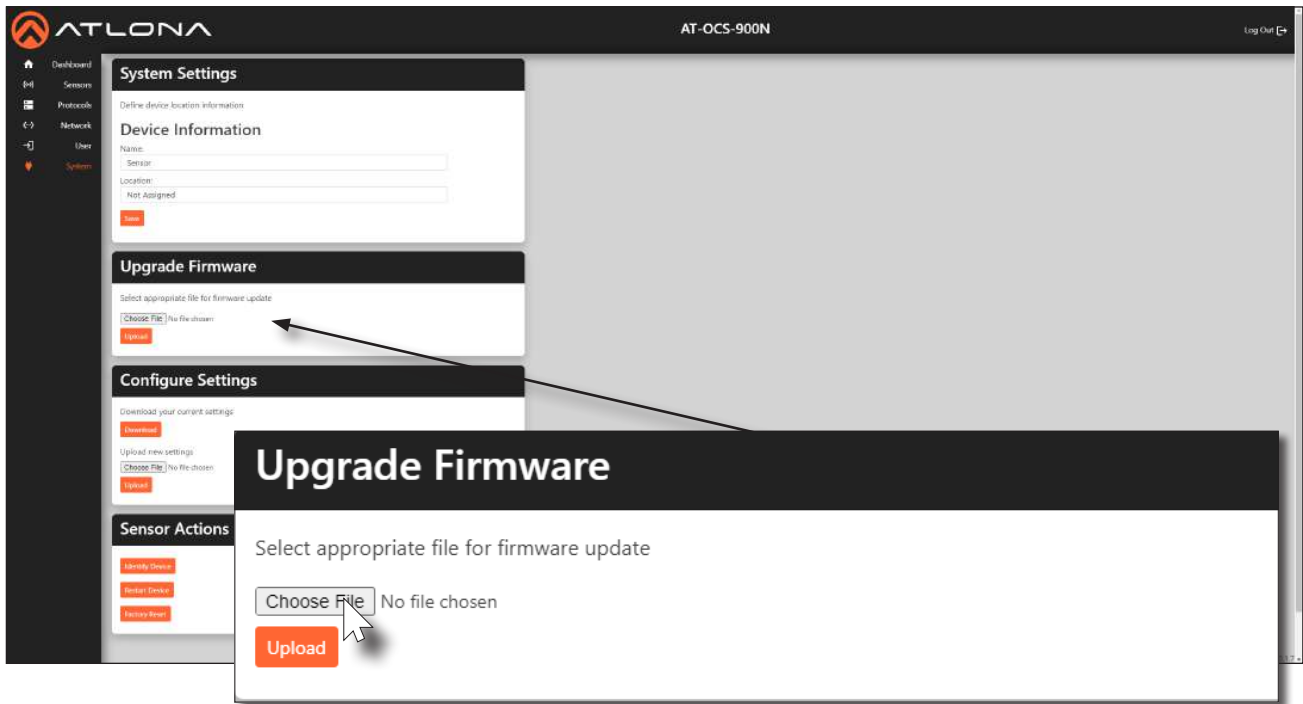 ATLONA
AT-OCS-900N
Log Out
Dashboard
Sensors
Protocols
Network
User
System
System Settings
Define device location information
Device Information
Name:
Sensor
Location:
Not Assigned
Save
Upgrade Firmware
Select appropriate file for firmware update
Choose File No file chosen
Upload
Configure Settings
Download your current settings
Download
Upload new settings
Choose File No file chosen
Upload
Sensor Actions
Identify Device
Restart Device
Factory Reset
Upgrade Firmware
Select appropriate file for firmware update
Choose File No file chosen
Upload